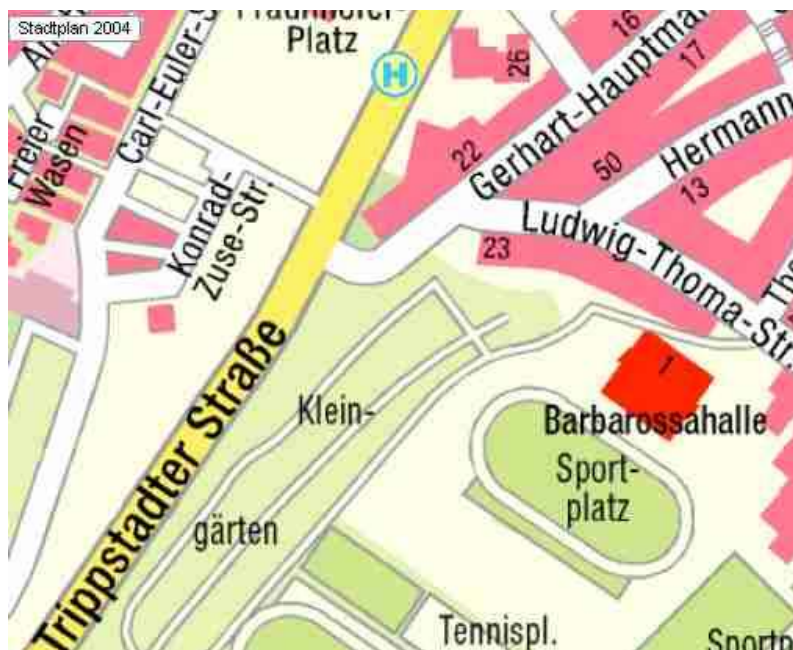 Stadtplan 2004
Platz
Carl-Euler-S
H
26
16
17
Gerhart-Hauptma
Freier
Wasen
22
50
Hermann
13
Konrad-
Zuse-Str.
23
Ludwig-Thoma-Str.
Trippstadter Straße
1
Klein-
gärten
Barbarossahalle
Sport-
platz
Tennispl.
Sportp